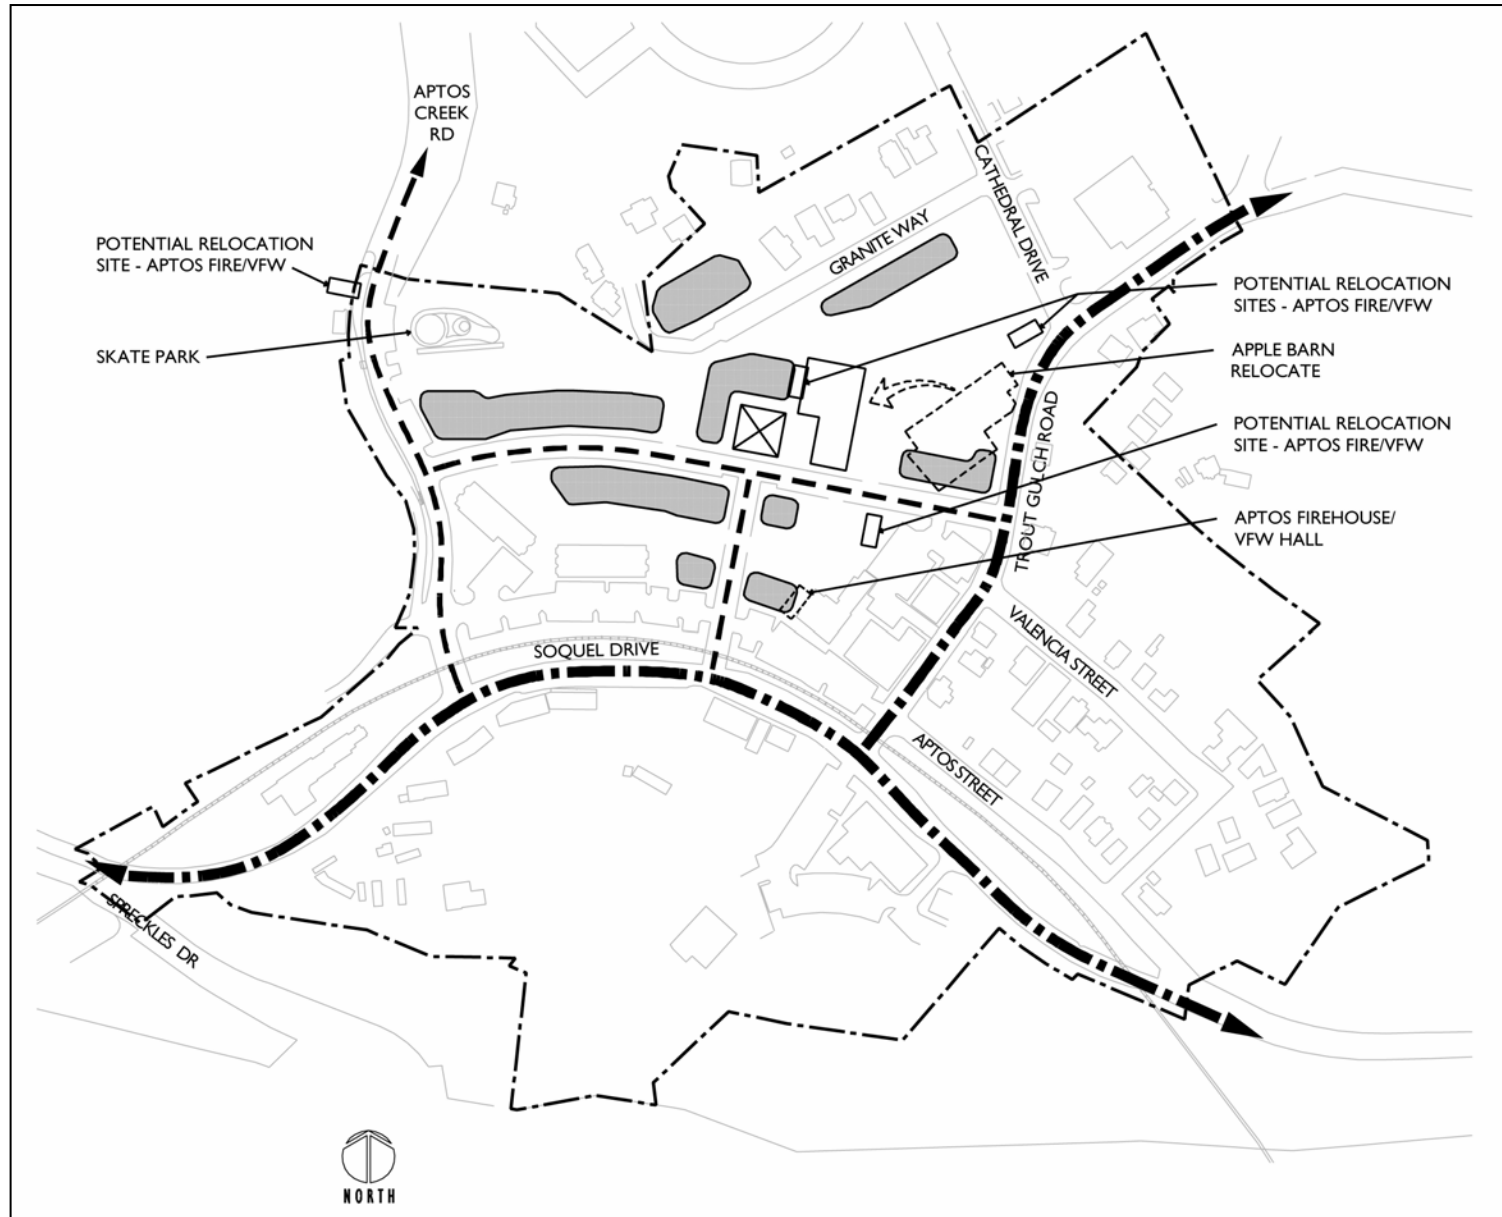 APTOS
CREEK
RD
CATHEDRAL DRIVE
GRANITE WAY
POTENTIAL RELOCATION
SITE - APTOS FIRE/VFW
SKATE PARK
POTENTIAL RELOCATION
SITES - APTOS FIRE/VFW
APPLE BARN
RELOCATE
POTENTIAL RELOCATION
SITE - APTOS FIRE/VFW
APTOS FIREHOUSE/
VFW HALL
TROUT GULCH ROAD
VALENCIA STREET
SOQUEL DRIVE
APTOS STREET
SPRECKLES DR
NORTH